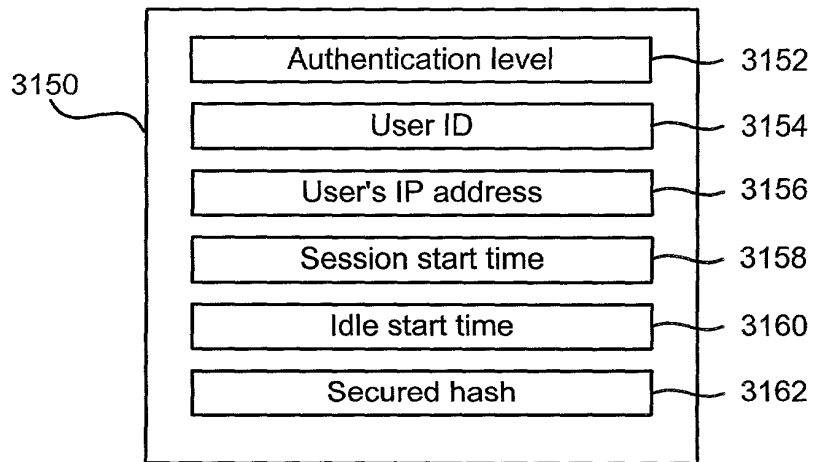 Authentication level 3152
3150
User ID 3154
User's IP address 3156
Session start time 3158
Idle start time 3160
Secured hash 3162